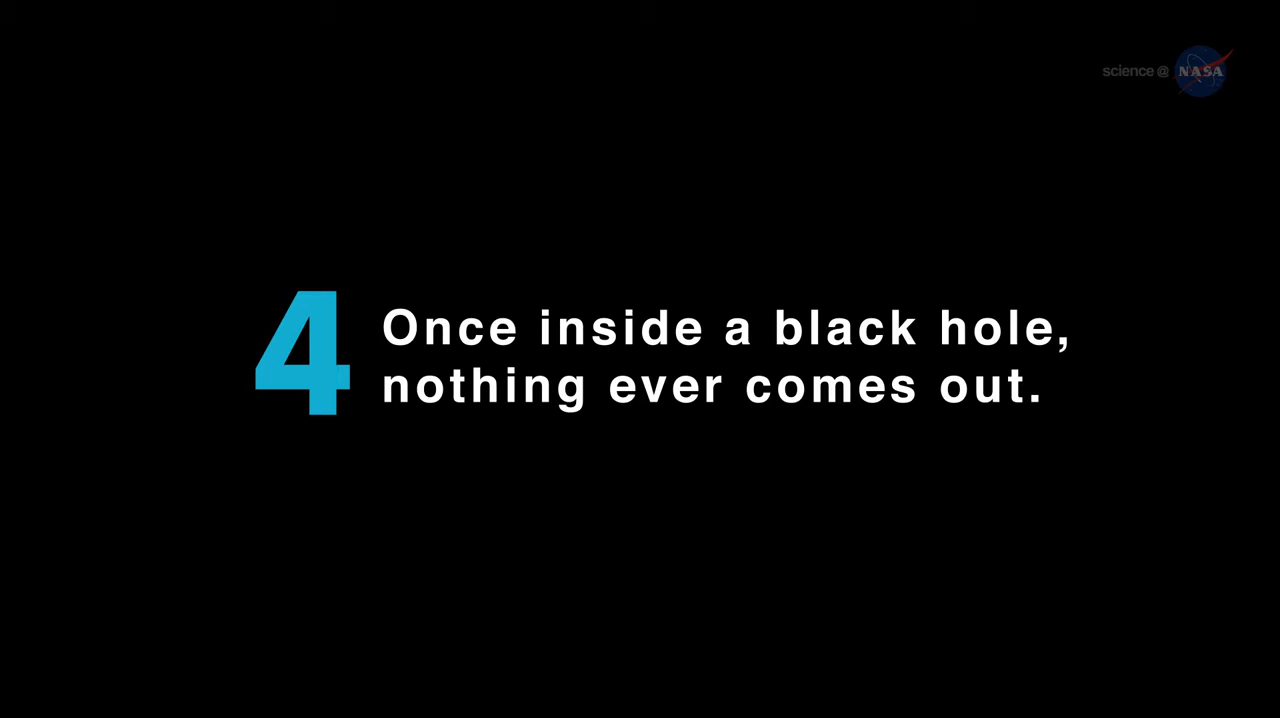 science@ NASA
4 Once inside a black hole,
nothing ever comes out.